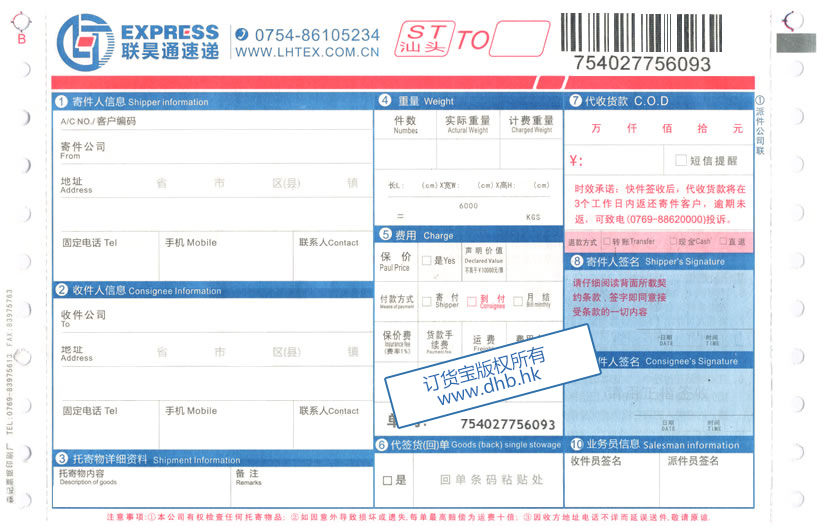 EXPRESS
联昊通速递
0754-86105234
WWW.LHTEX.COM.CN
ST
汕头
TO
754027756093
B
① 寄件人信息 Shipper information
A/C NO./ 客户编码
寄件公司
From
地址
Address
省 市 区(县) 镇
固定电话 Tel
手机 Mobile
联系人Contact
② 收件人信息 Consignee Information
收件公司
To
地址
Address
省 市 区(县) 镇
固定电话 Tel
手机 Mobile
联系人Contact
③ 托寄物详细资料 Shipment Information
托寄物内容
Description of goods
备 注
Remarks
④ 重量 Weight
件数
Number
实际重量
Actural Weight
计费重量
Charged Weight
长L: (cm)X宽W: (cm)X高H: (cm)
6000
= KGS
⑤ 费用 Charge
保 价
Paul Price
是Yes
声明价值
Declared Value
不高于¥10000元/票
付款方式
寄 付
Shipper
到 付
Consignee
月 结
保价费
Insurance fee
(费率1%)
货款手
续费
运 费
订货宝版权所有
www.dhb.hk
754027756093
⑥ 代签货(回)单 Goods (back) single stowage
是
回单条码粘贴处
⑦ 代收货款 C.O.D
万 仟 佰 拾 元
¥:
短信提醒
时效承诺: 快件签收后，代收货款将在
3个工作日内返还寄件客户，逾期未
返，可致电(0769-88620000)投诉。
退款方式 转账Transfer 现金Cash 直退
⑧ 寄件人签名 Shipper's Signature
请仔细阅读背面所载契
约条款，签字即同意接
受条款的一切内容
日期
DATE
时间
TIME
件人签名 Consignee's Signature
日期
DATE
时间
TIME
⑩ 业务员信息 Salesman information
收件员签名
派件员签名
①派件公司联
TEL:0769-83975612 FAX:83975763
注意事项:①本公司有权检查任何托寄物品; ②如因意外导致损坏或遗失,每单最高赔偿为运费十倍; ③因收方地址电话不详而延误送件,敬请原谅.